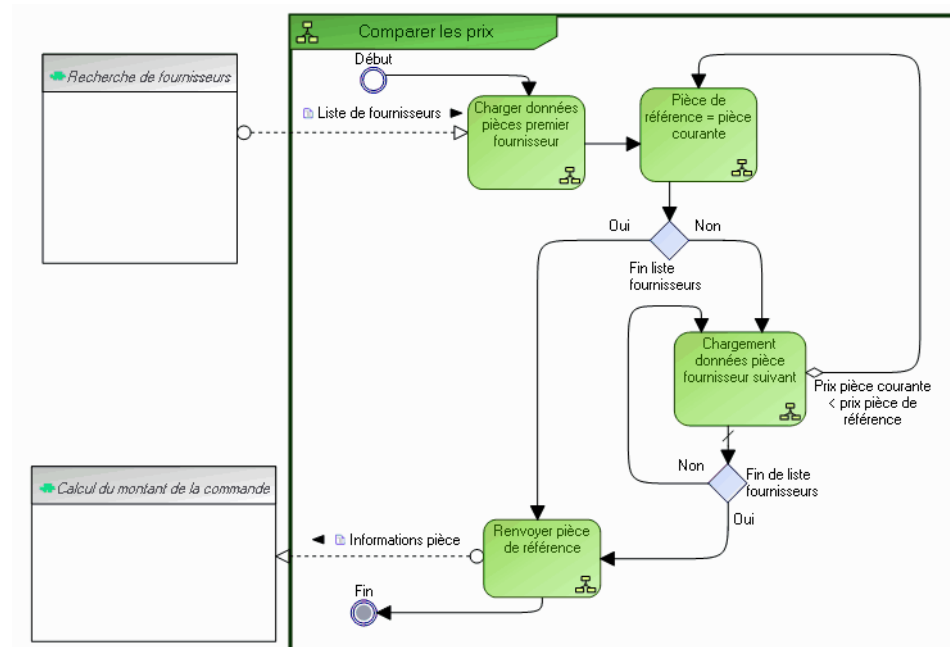 Comparer les prix
Début
Recherche de fournisseurs
Liste de fournisseurs
Charger données
pièces premier
fournisseur
Pièce de
référence = pièce
courante
Oui
Non
Fin liste
fournisseurs
Chargement
données pièce
fournisseur suivant
Prix pièce courante
< prix pièce de
référence
Non
Fin de liste
fournisseurs
Oui
Calcul du montant de la commande
Informations pièce
Renvoyer pièce
de référence
Fin